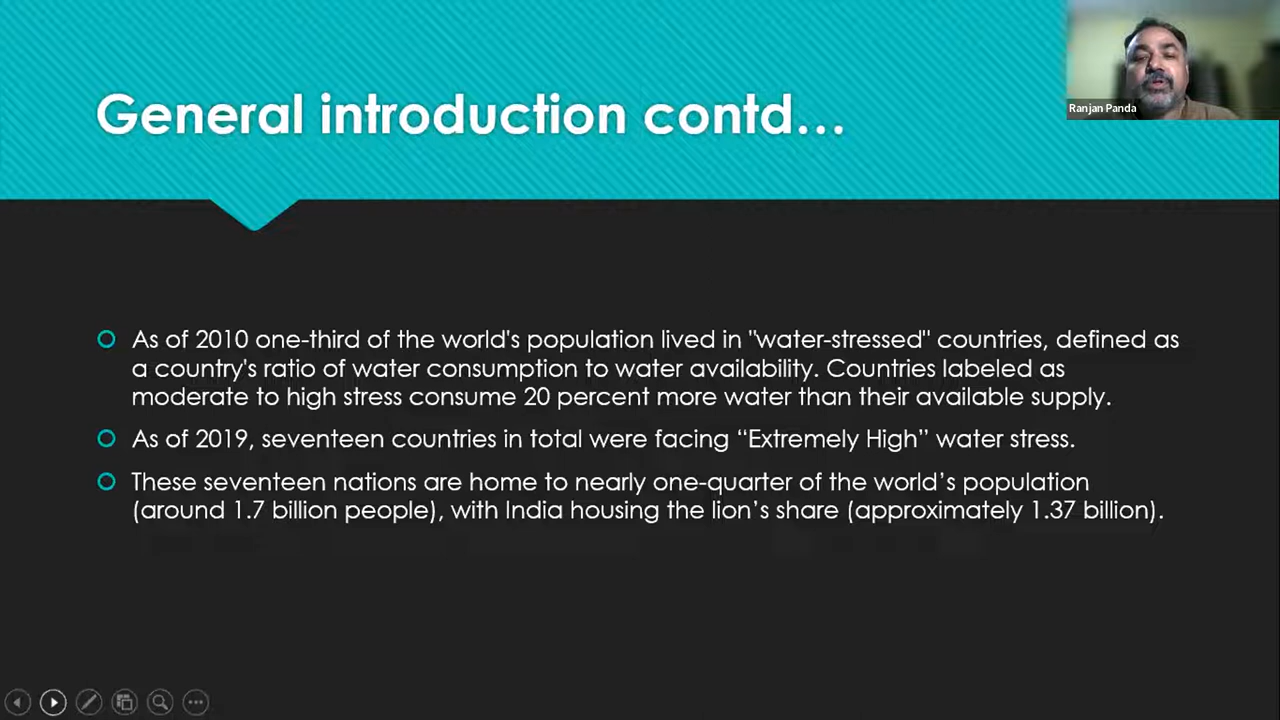 General introduction contd...
Ranjan Panda
As of 2010 one-third of the world's population lived in "water-stressed" countries, defined as
a country's ratio of water consumption to water availability. Countries labeled as
moderate to high stress consume 20 percent more water than their available supply.
As of 2019, seventeen countries in total were facing “Extremely High” water stress.
These seventeen nations are home to nearly one-quarter of the world’s population
(around 1.7 billion people), with India housing the lion’s share (approximately 1.37 billion).